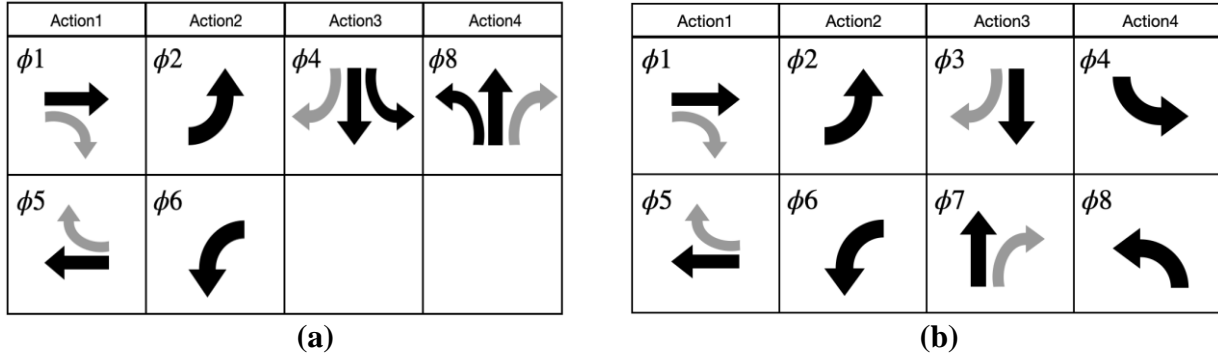 Action1 Action2 Action3 Action4
ϕ1 ϕ2 ϕ4 ϕ8
ϕ5 ϕ6
(a)
Action1 Action2 Action3 Action4
ϕ1 ϕ2 ϕ3 ϕ4
ϕ5 ϕ6 ϕ7 ϕ8
(b)